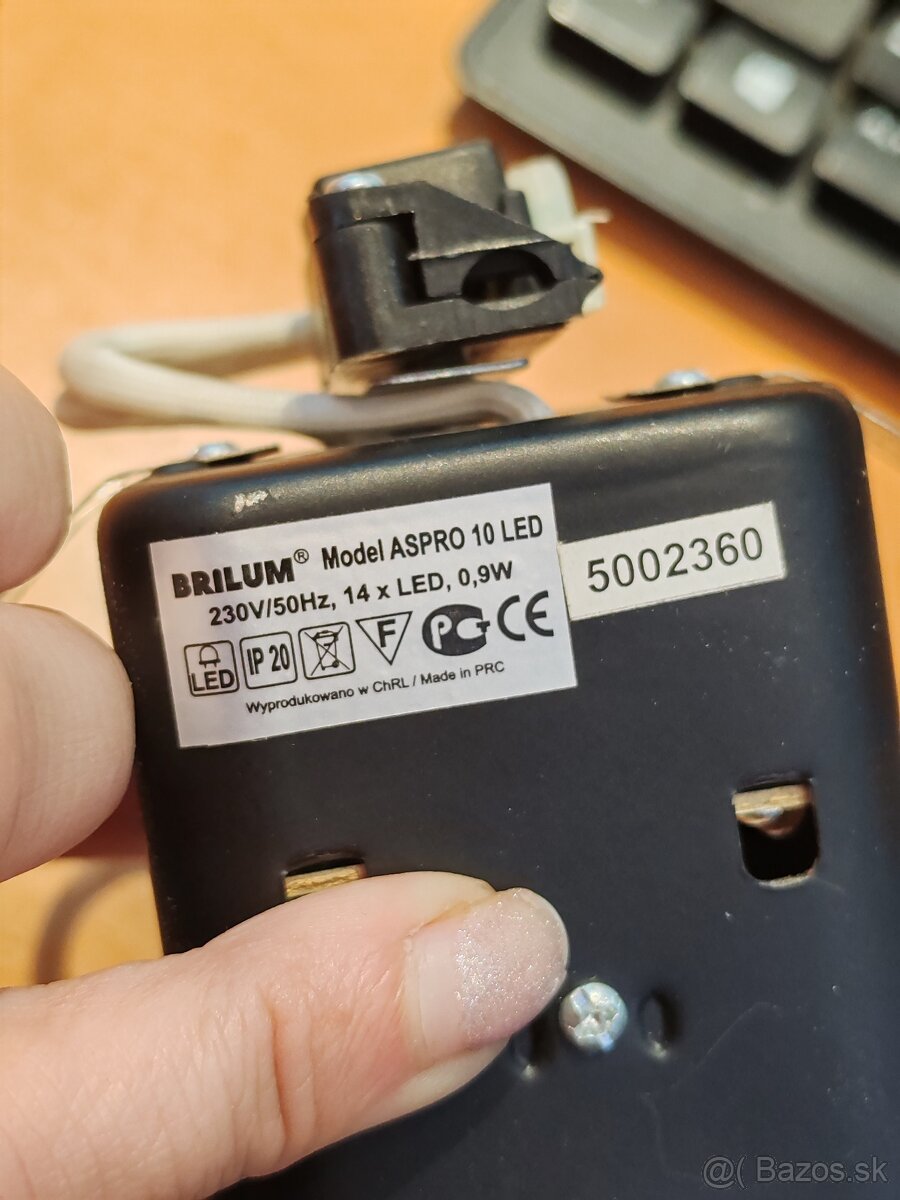 BRILUM® Model ASPRO 10 LED
230V/50Hz, 14 x LED, 0,9W
LED IP 20 F PCT CE
Wyprodukowano w ChRL / Made in PRC
5002360
@( Bazos.sk